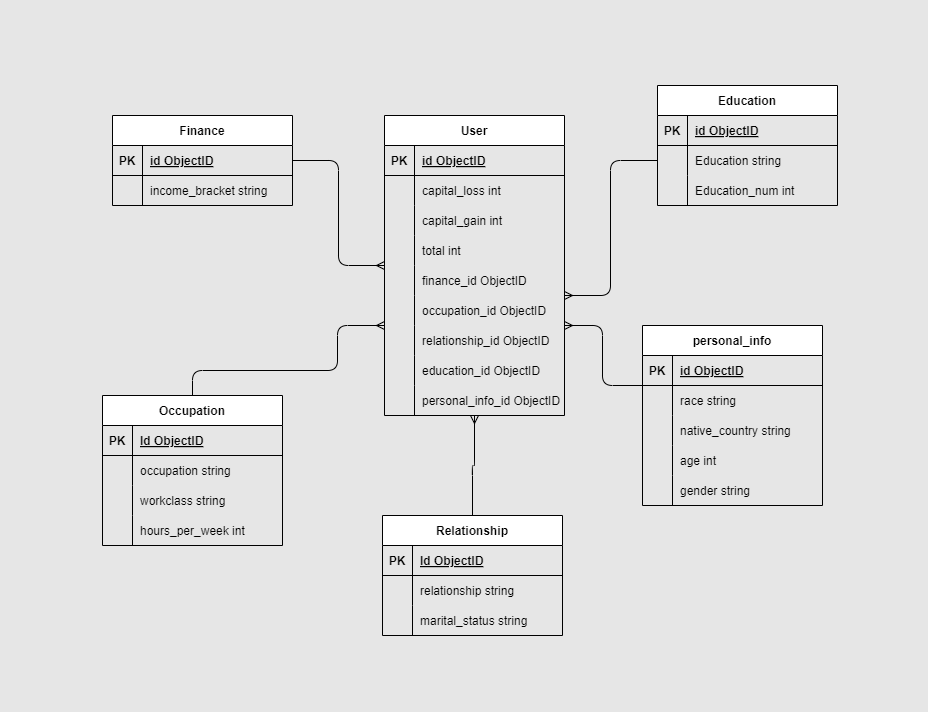 Finance
PK id ObjectID
income_bracket string
User
PK id ObjectID
capital_loss int
capital_gain int
total int
finance_id ObjectID
occupation_id ObjectID
relationship_id ObjectID
education_id ObjectID
personal_info_id ObjectID
Education
PK id ObjectID
Education string
Education_num int
personal_info
PK id ObjectID
race string
native_country string
age int
gender string
Occupation
PK Id ObjectID
occupation string
workclass string
hours_per_week int
Relationship
PK Id ObjectID
relationship string
marital_status string